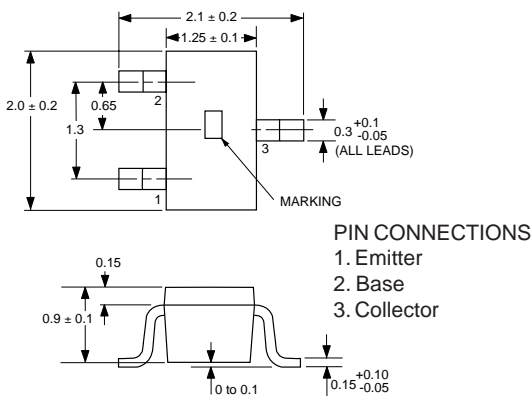 2.1 ± 0.2
1.25 ± 0.1
2.0 ± 0.2
0.65
1.3
2
1
3
0.3 +0.1 -0.05
(ALL LEADS)
MARKING
PIN CONNECTIONS
1. Emitter
2. Base
3. Collector
0.15
0.9 ± 0.1
0 to 0.1
0.15 +0.10 -0.05